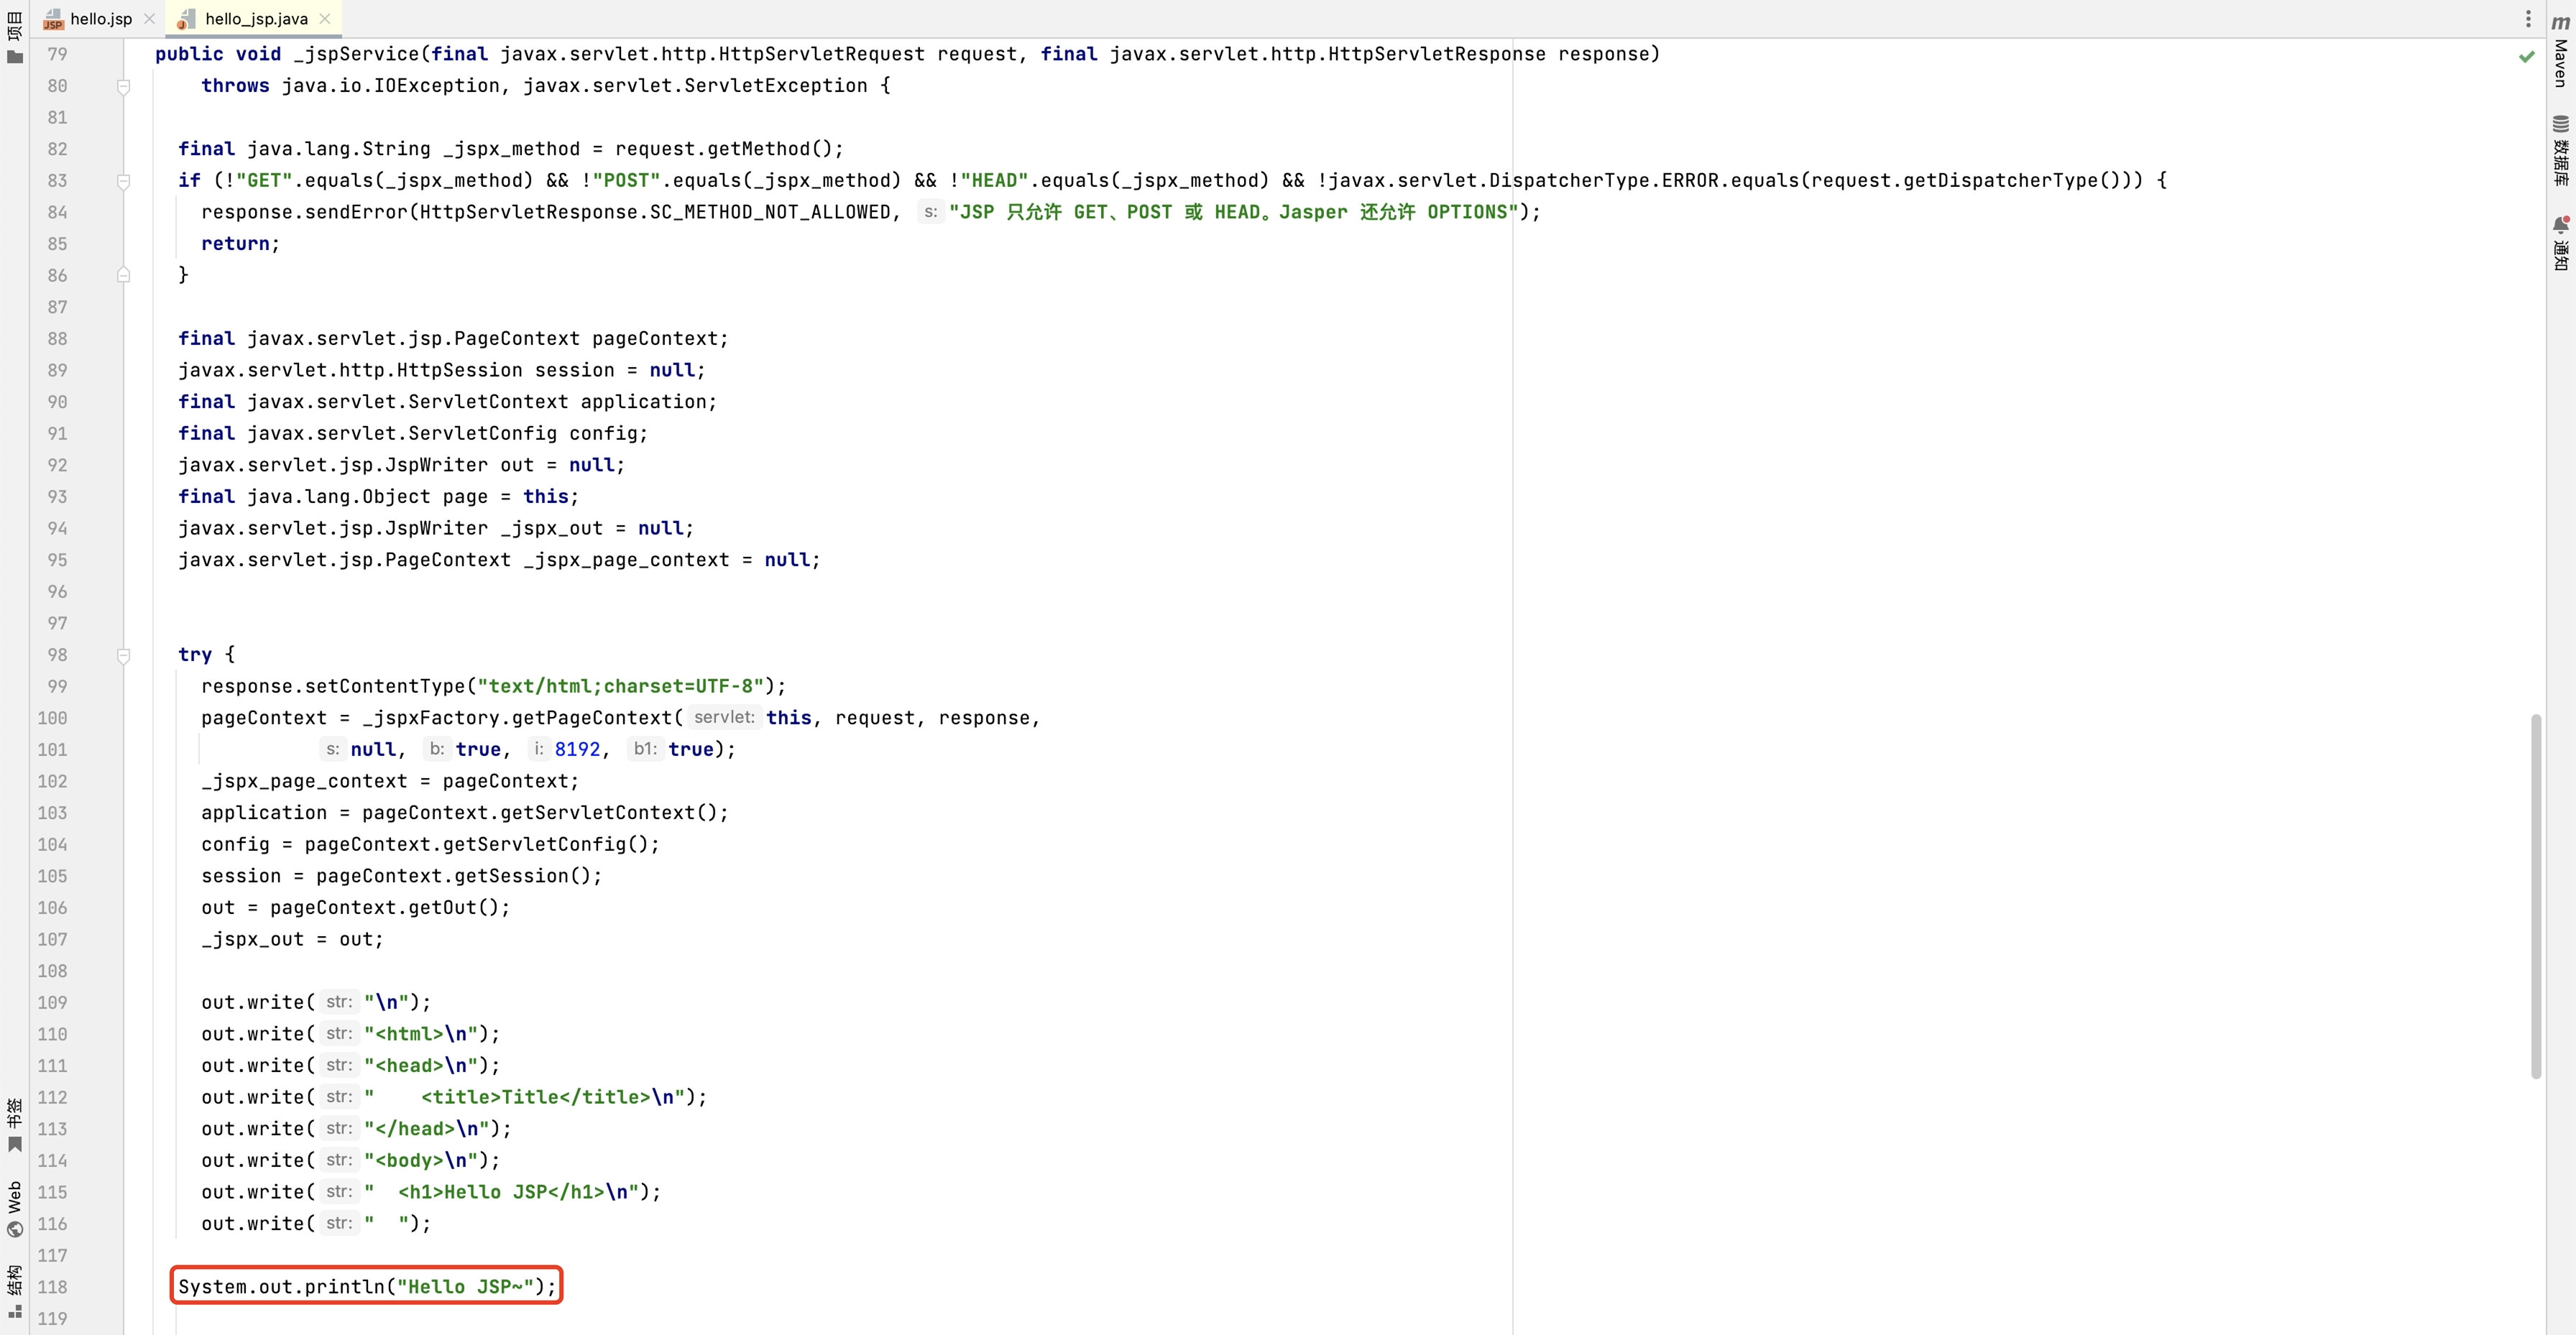 hello.jsp
hello_jsp.java
项目
79 public void _jspService(final javax.servlet.http.HttpServletRequest request, final javax.servlet.http.HttpServletResponse response)
80 throws java.io.IOException, javax.servlet.ServletException {
81
82 final java.lang.String _jspx_method = request.getMethod();
83 if (!"GET".equals(_jspx_method) && !"POST".equals(_jspx_method) && !"HEAD".equals(_jspx_method) && !javax.servlet.DispatcherType.ERROR.equals(request.getDispatcherType())) {
84 response.sendError(HttpServletResponse.SC_METHOD_NOT_ALLOWED, s: "JSP 只允许 GET、POST 或 HEAD。Jasper 还允许 OPTIONS");
85 return;
86 }
87
88 final javax.servlet.jsp.PageContext pageContext;
89 javax.servlet.http.HttpSession session = null;
90 final javax.servlet.ServletContext application;
91 final javax.servlet.ServletConfig config;
92 javax.servlet.jsp.JspWriter out = null;
93 final java.lang.Object page = this;
94 javax.servlet.jsp.JspWriter _jspx_out = null;
95 javax.servlet.jsp.PageContext _jspx_page_context = null;
96
97
98 try {
99 response.setContentType("text/html;charset=UTF-8");
100 pageContext = _jspxFactory.getPageContext( servlet: this, request, response,
101 s: null, b: true, i: 8192, b1: true);
102 _jspx_page_context = pageContext;
103 application = pageContext.getServletContext();
104 config = pageContext.getServletConfig();
105 session = pageContext.getSession();
106 out = pageContext.getOut();
107 _jspx_out = out;
108
109 out.write( str: "\n");
110 out.write( str: "<html>\n");
111 out.write( str: "<head>\n");
112 out.write( str: "    <title>Title</title>\n");
113 out.write( str: "</head>\n");
114 out.write( str: "<body>\n");
115 out.write( str: "  <h1>Hello JSP</h1>\n");
116 out.write( str: "  ");
117
118 System.out.println("Hello JSP~");
119
书签
Web
结构
m
Maven
数据库
通知